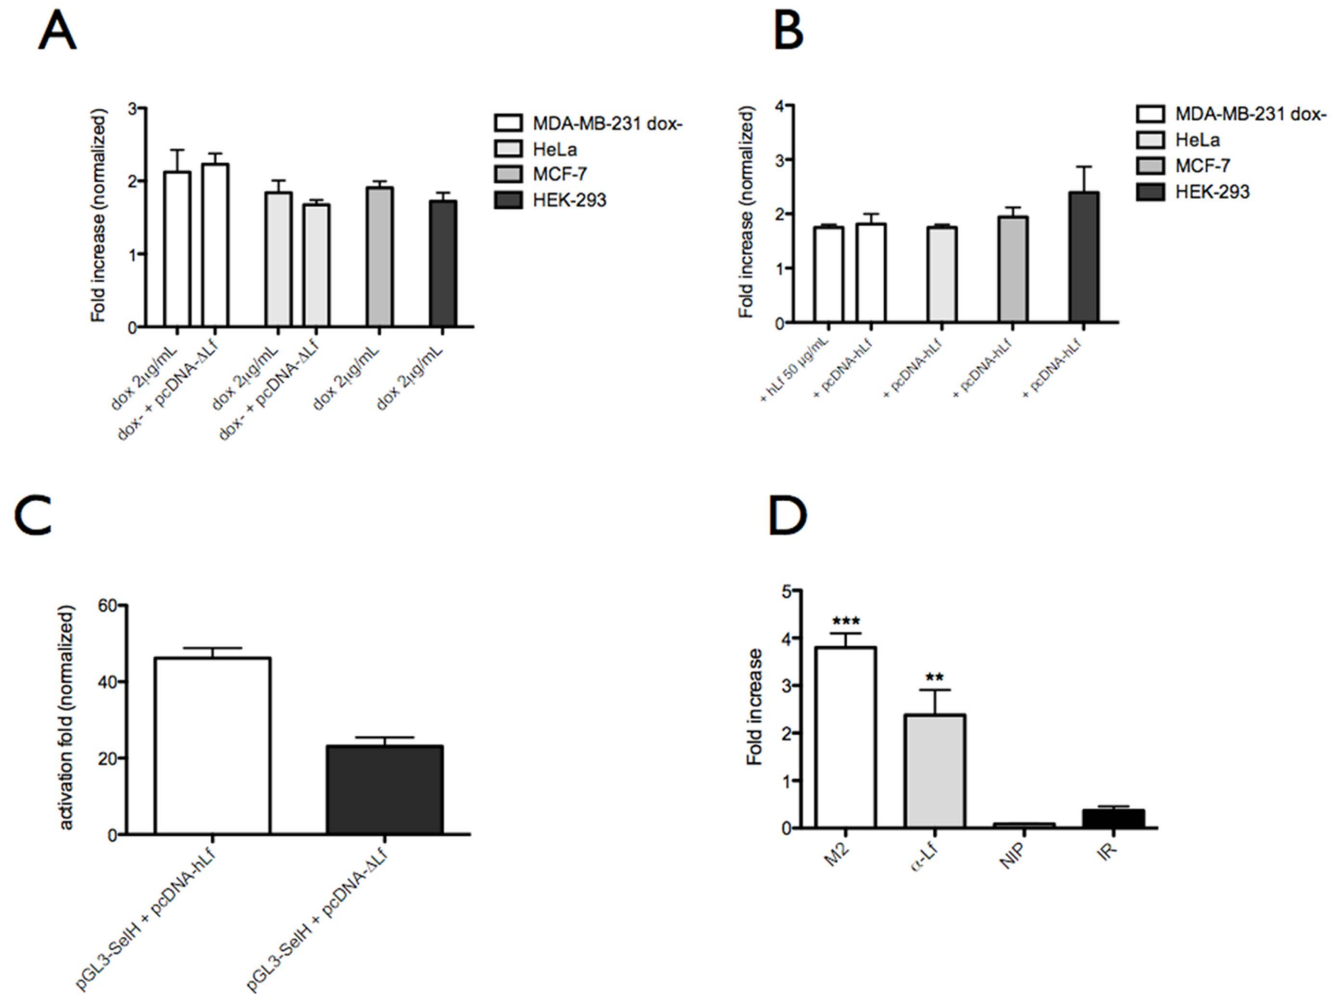 A
Fold increase (normalized)
3
2
1
0
dox 2µg/mL
dox- + pcDNA-ΔLf
dox 2µg/mL
dox- + pcDNA-ΔLf
dox 2µg/mL
dox 2µg/mL
MDA-MB-231 dox-
HeLa
MCF-7
HEK-293
B
Fold increase (normalized)
4
3
2
1
0
+ hLf 50 µg/mL
+ pcDNA-hLf
+ pcDNA-hLf
+ pcDNA-hLf
+ pcDNA-hLf
MDA-MB-231 dox-
HeLa
MCF-7
HEK-293
C
activation fold (normalized)
60
40
20
0
pGL3-SelH + pcDNA-hLf
pGL3-SelH + pcDNA-ΔLf
D
Fold increase
5
4
3
2
1
0
***
**
M2
α-Lf
NIP
IR